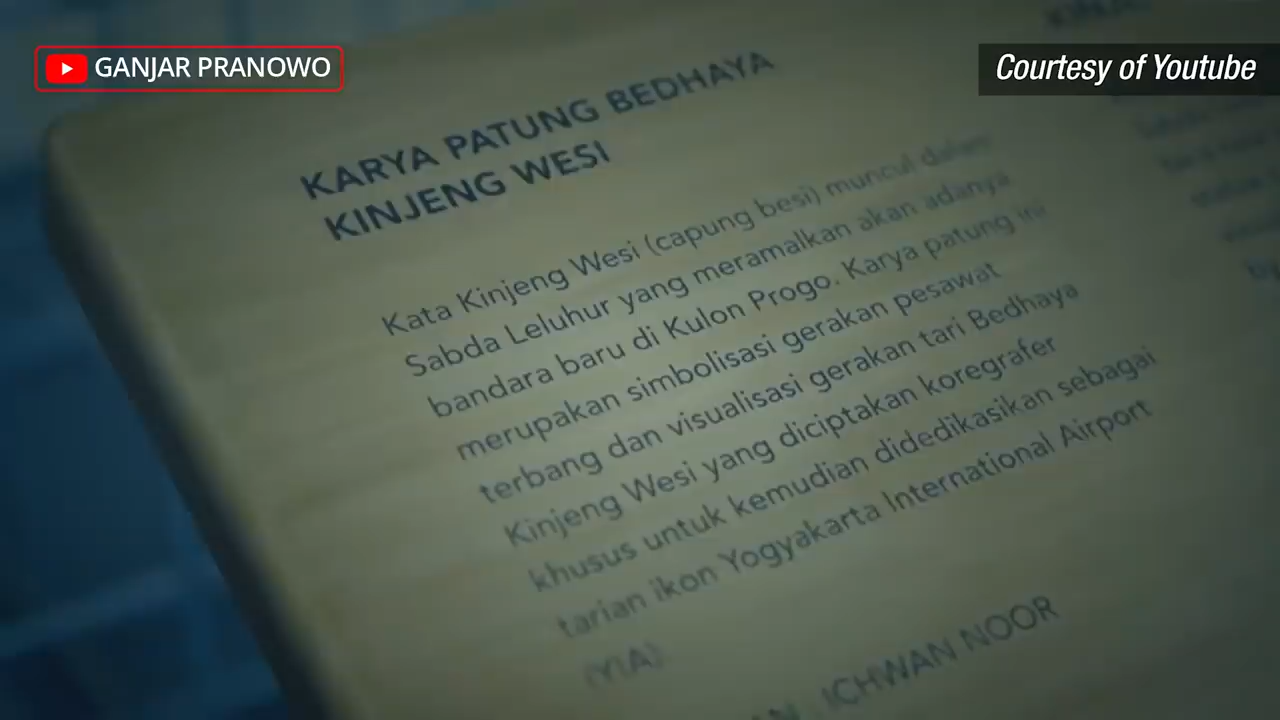 GANJAR PRANOWO
Courtesy of Youtube
KARYA PATUNG BEDHAYA
KINJENG WESI
Kata Kinjeng Wesi (capung besi) muncul dalam
Sabda Leluhur yang meramalkan akan adanya
bandara baru di Kulon Progo. Karya patung ini
merupakan simbolisasi gerakan pesawat
terbang dan visualisasi gerakan tari Bedhaya
Kinjeng Wesi yang diciptakan koregrafer
khusus untuk kemudian didedikasikan sebagai
tarian ikon Yogyakarta International Airport
(YIA)
ICHWAN NOOR